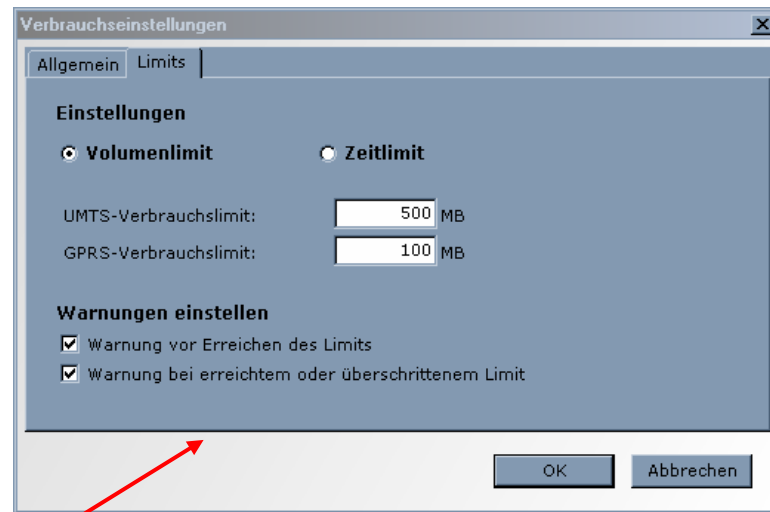 Verbrauchseinstellungen
Allgemein Limits
Einstellungen
Volumenlimit Zeitlimit
UMTS-Verbrauchslimit: 500 MB
GPRS-Verbrauchslimit: 100 MB
Warnungen einstellen
Warnung vor Erreichen des Limits
Warnung bei erreichtem oder überschrittenem Limit
OK Abbrechen